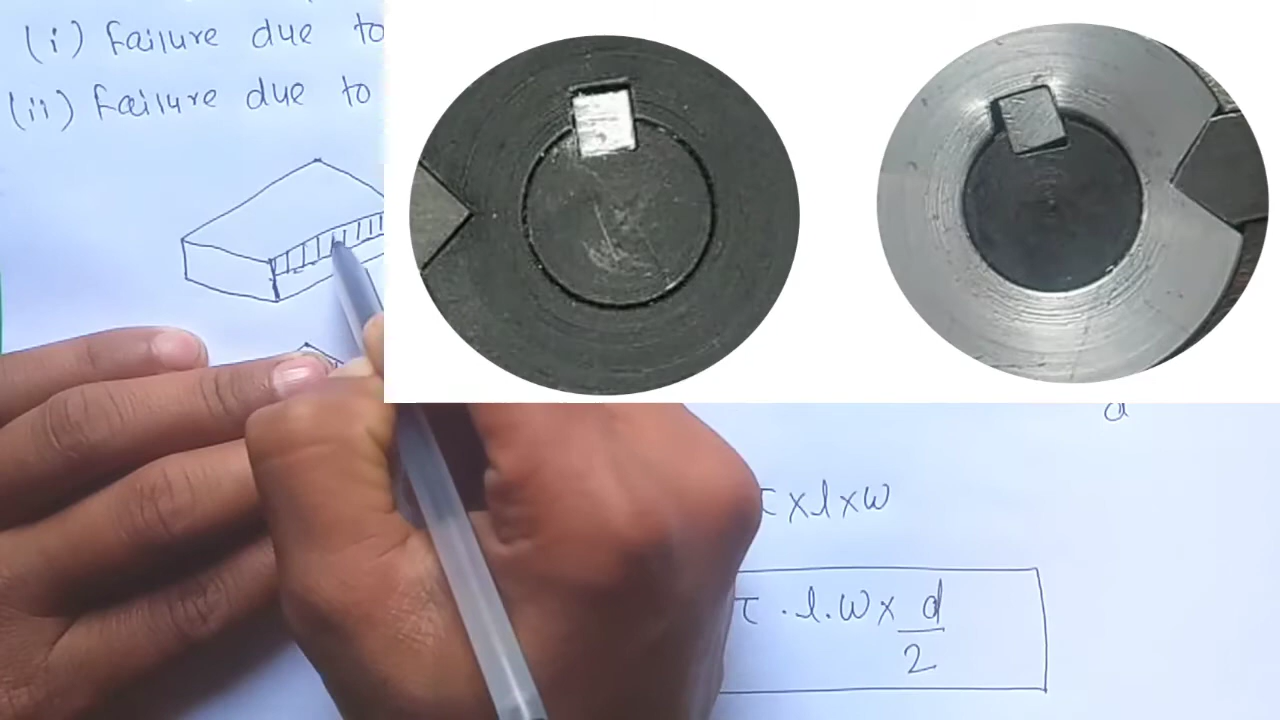 (i) Failure due to
(ii) Failure due to
d
τ × l × w
τ . l . w × d/2